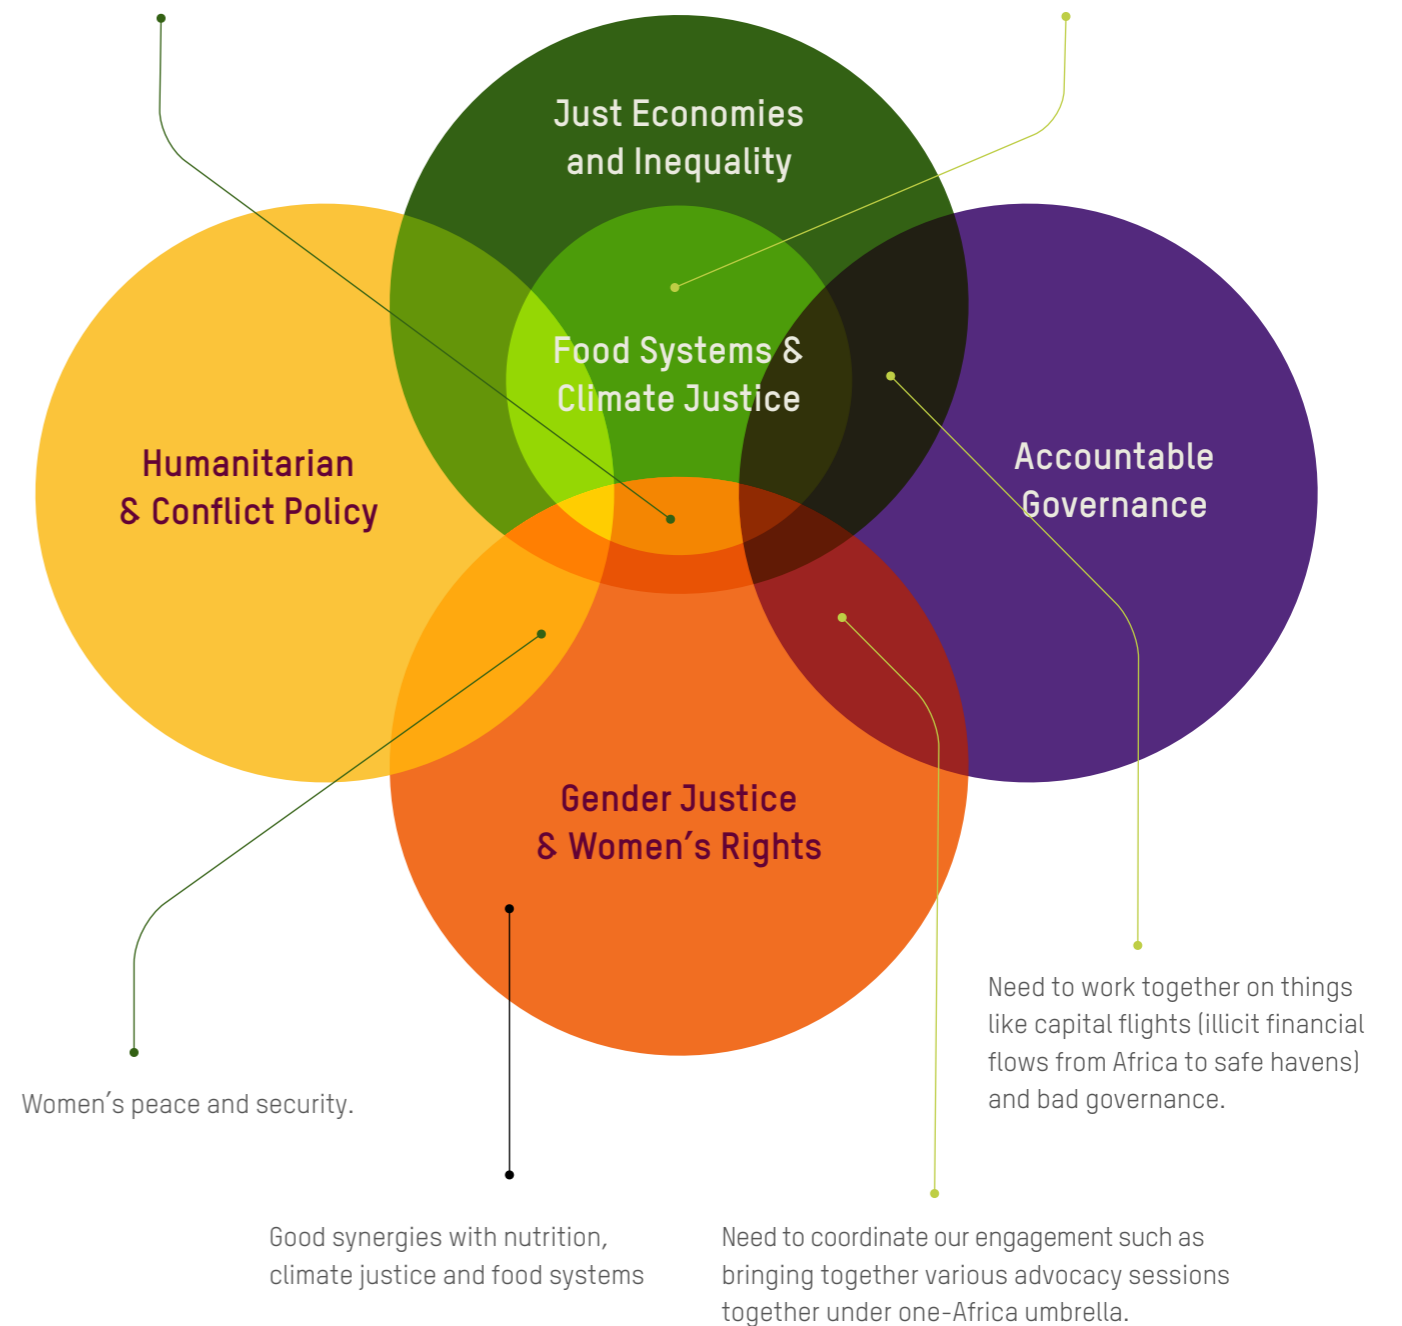 Just Economies
and Inequality
Food Systems &
Climate Justice
Humanitarian
& Conflict Policy
Accountable
Governance
Gender Justice
& Women’s Rights
Need to work together on things
like capital flights (illicit financial
flows from Africa to safe havens)
and bad governance.
Women’s peace and security.
Good synergies with nutrition,
climate justice and food systems
Need to coordinate our engagement such as
bringing together various advocacy sessions
together under one-Africa umbrella.